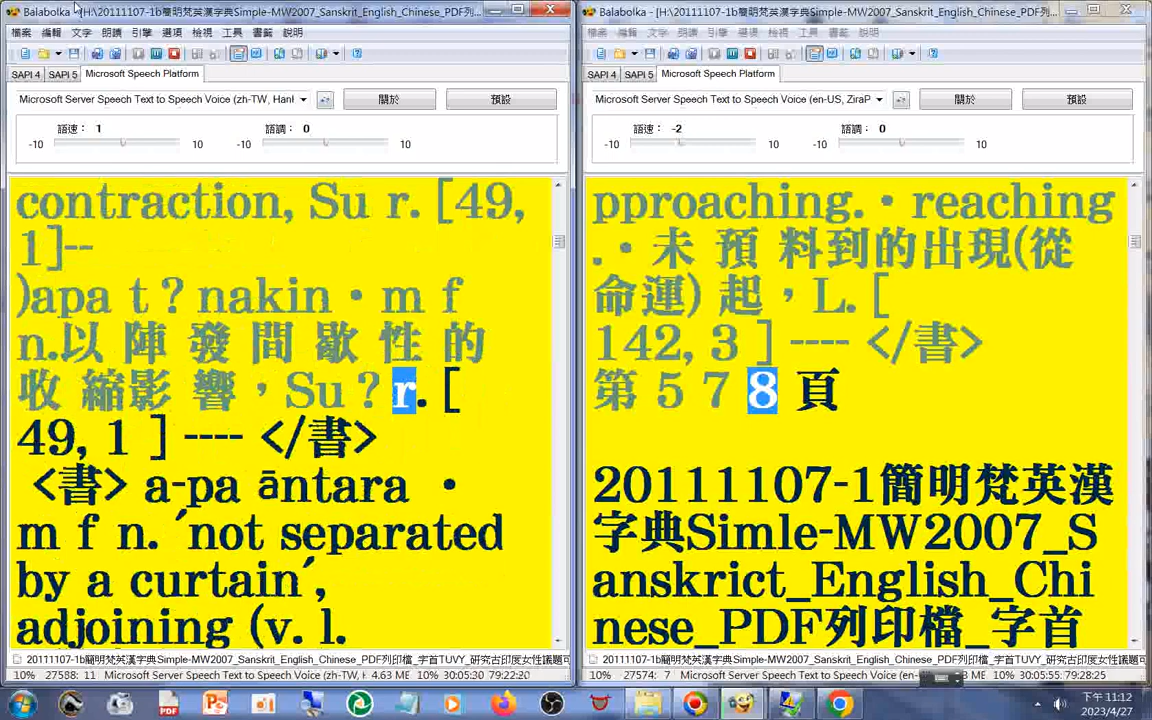 Balabolka - [H:\20111107-1b簡明梵英漢字典Simple-MW2007_Sanskrit_English_Chinese_PDF列...
檔案 編輯 文字 朗讀 引擎 選項 檢視 工具 書籤 說明
SAPI 4 SAPI 5 Microsoft Speech Platform
Microsoft Server Speech Text to Speech Voice (zh-TW, Han
關於 預設
語速： 1 語調： 0
-10 10 -10 10
contraction, Su r. [49,
1]--
)apa t？nakin・m f
n.以 陣 發 間 歇 性 的
收 縮影 響，Su？r. [
49, 1 ] ---- </書>
<書> a-pa āntara ・
m f n. ´not separated
by a curtain´,
adjoining (v. l.
20111107-1b簡明梵英漢字典Simple-MW2007_Sanskrit_English_Chinese_PDF列印檔_字首TUVY_研究古印度女性議題可
10% 27588: 11 Microsoft Server Speech Text to Speech Voice (zh-TW, 4.63 ME 10% 30:05:30 79:22:20
Balabolka - [H:\20111107-1b簡明梵英漢字典Simple-MW2007_Sanskrit_English_Chinese_PDF列...
檔案 編輯 文字 朗讀 引擎 選項 檢視 工具 書籤 說明
SAPI 4 SAPI 5 Microsoft Speech Platform
Microsoft Server Speech Text to Speech Voice (en-US, ZiraP
關於 預設
語速： -2 語調： 0
-10 10 -10 10
pproaching.・reaching
.・未 預 料到的出現(從
命運) 起，L. [
142, 3 ] ---- </書>
第 5 7 8 頁
20111107-1簡明梵英漢
字典Simle-MW2007_S
anskrict_English_Chi
nese_PDF列印檔_字首
20111107-1b簡明梵英漢字典Simple-MW2007_Sanskrit_English_Chinese_PDF列印檔_字首TUVY_研究古印度女性議題可
10% 27574: 7 Microsoft Server Speech Text to Speech Voice 10% 30:05:55 79:28:25
下午 11:12
2023/4/27